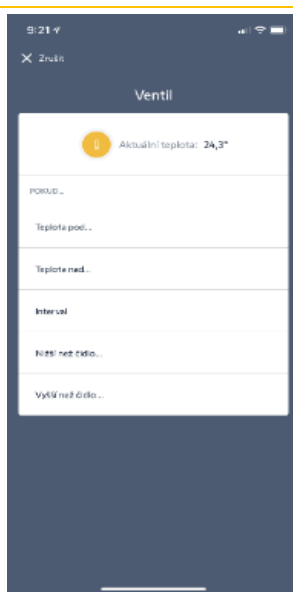 9:21
Zrušit
Ventil
Aktuální teplota: 24,3°
POKUD...
Teplota pod...
Teplota nad...
Interval
Nižší než čidlo...
Vyšší než čidlo...